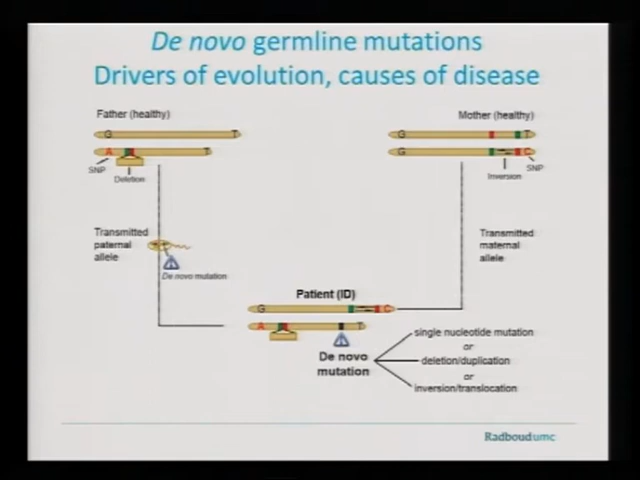 De novo germline mutations
Drivers of evolution, causes of disease
Father (healthy)
Mother (healthy)
G T
G T
A T
G C
SNP
Deletion
Inversion
SNP
Transmitted
paternal
allele
De novo mutation
Transmitted
maternal
allele
Patient (ID)
G C
A T
De novo
mutation
single nucleotide mutation
or
deletion/duplication
or
inversion/translocation
Radboudumc